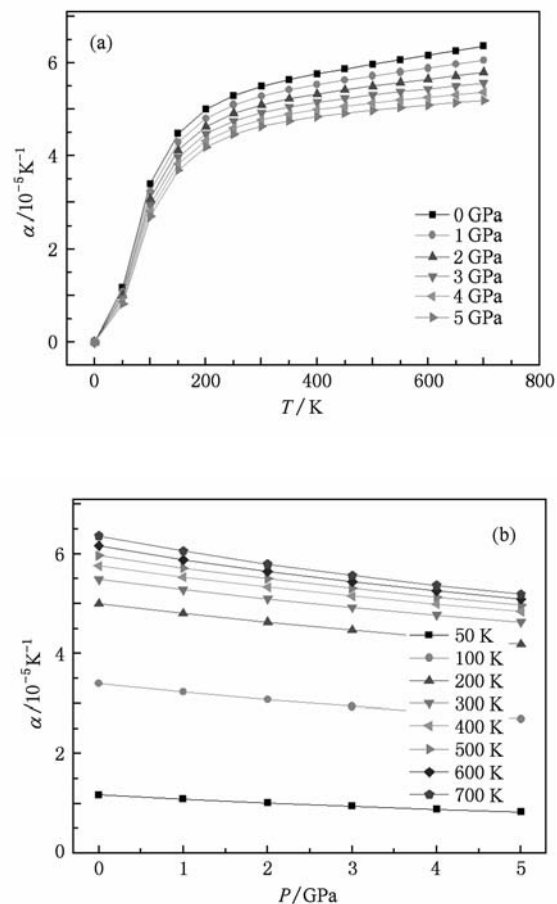 (a)
6
4
2
0
α/10⁻⁵K⁻¹
0 GPa
1 GPa
2 GPa
3 GPa
4 GPa
5 GPa
0 200 400 600 800
T/K
(b)
6
4
2
0
α/10⁻⁵K⁻¹
50 K
100 K
200 K
300 K
400 K
500 K
600 K
700 K
0 1 2 3 4 5
P/GPa